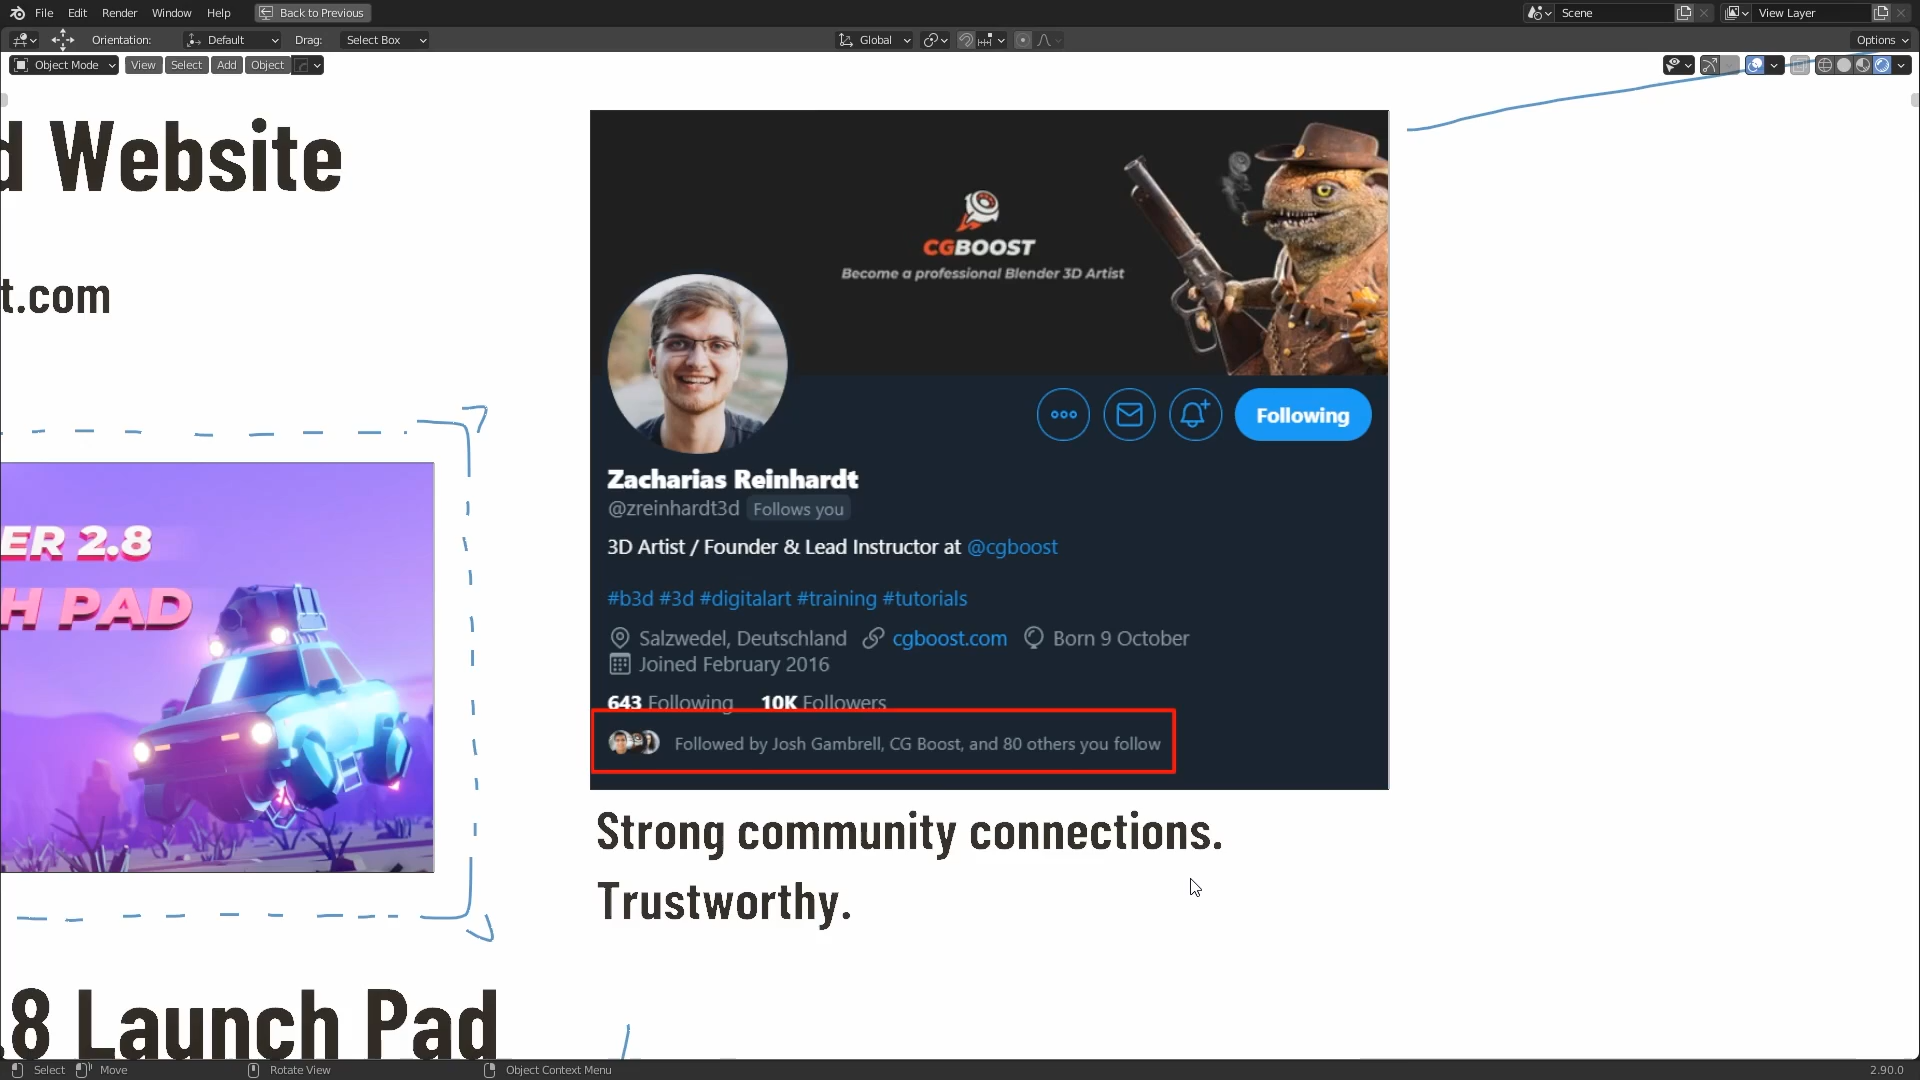 File Edit Render Window Help Back to Previous Scene View Layer
Orientation: Default Drag: Select Box Global Options
Object Mode View Select Add Object
d Website
t.com
ER 2.8
H PAD
CGBOOST
Become a professional Blender 3D Artist
Following
Zacharias Reinhardt
@zreinhardt3d Follows you
3D Artist / Founder & Lead Instructor at @cgboost
#b3d #3d #digitalart #training #tutorials
Salzwedel, Deutschland cgboost.com Born 9 October
Joined February 2016
643 Following 10K Followers
Followed by Josh Gambrell, CG Boost, and 80 others you follow
Strong community connections.
Trustworthy.
.8 Launch Pad
Select Move Rotate View Object Context Menu 2.90.0